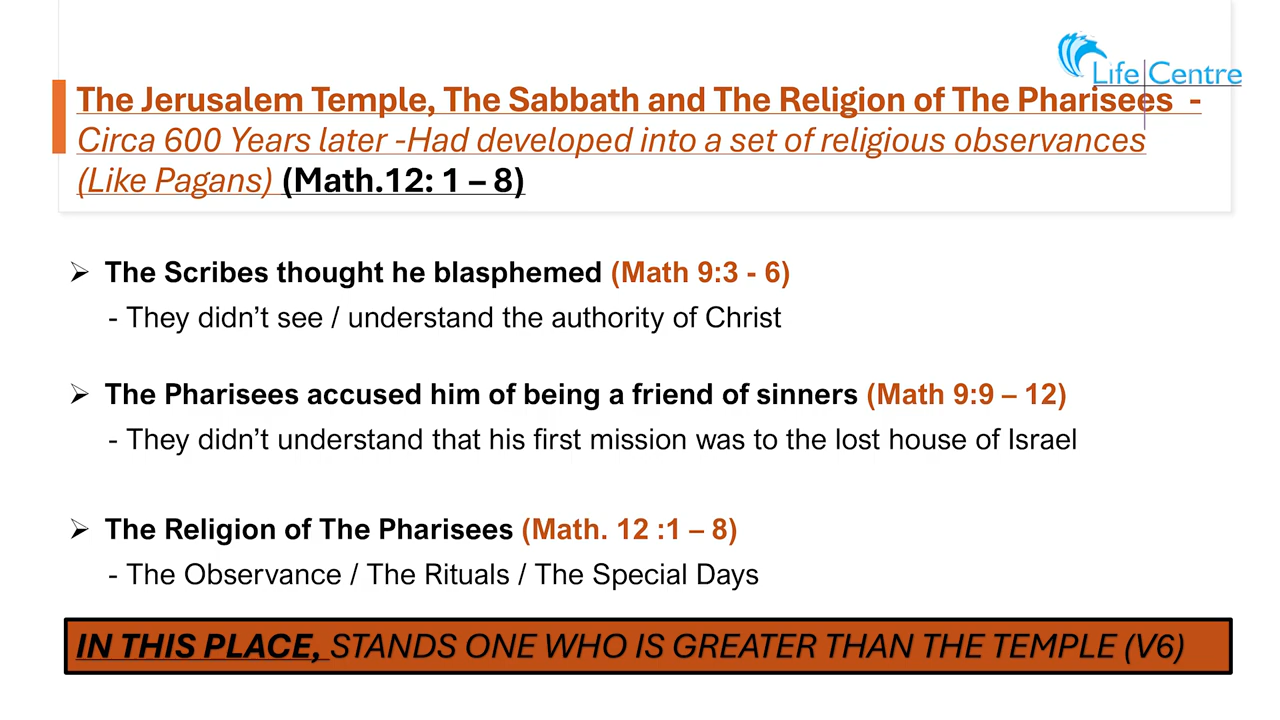 Life Centre
The Jerusalem Temple, The Sabbath and The Religion of The Pharisees -
Circa 600 Years later -Had developed into a set of religious observances
(Like Pagans) (Math.12: 1 – 8)
➢ The Scribes thought he blasphemed (Math 9:3 - 6)
- They didn’t see / understand the authority of Christ
➢ The Pharisees accused him of being a friend of sinners (Math 9:9 – 12)
- They didn’t understand that his first mission was to the lost house of Israel
➢ The Religion of The Pharisees (Math. 12 :1 – 8)
- The Observance / The Rituals / The Special Days
IN THIS PLACE, STANDS ONE WHO IS GREATER THAN THE TEMPLE (V6)